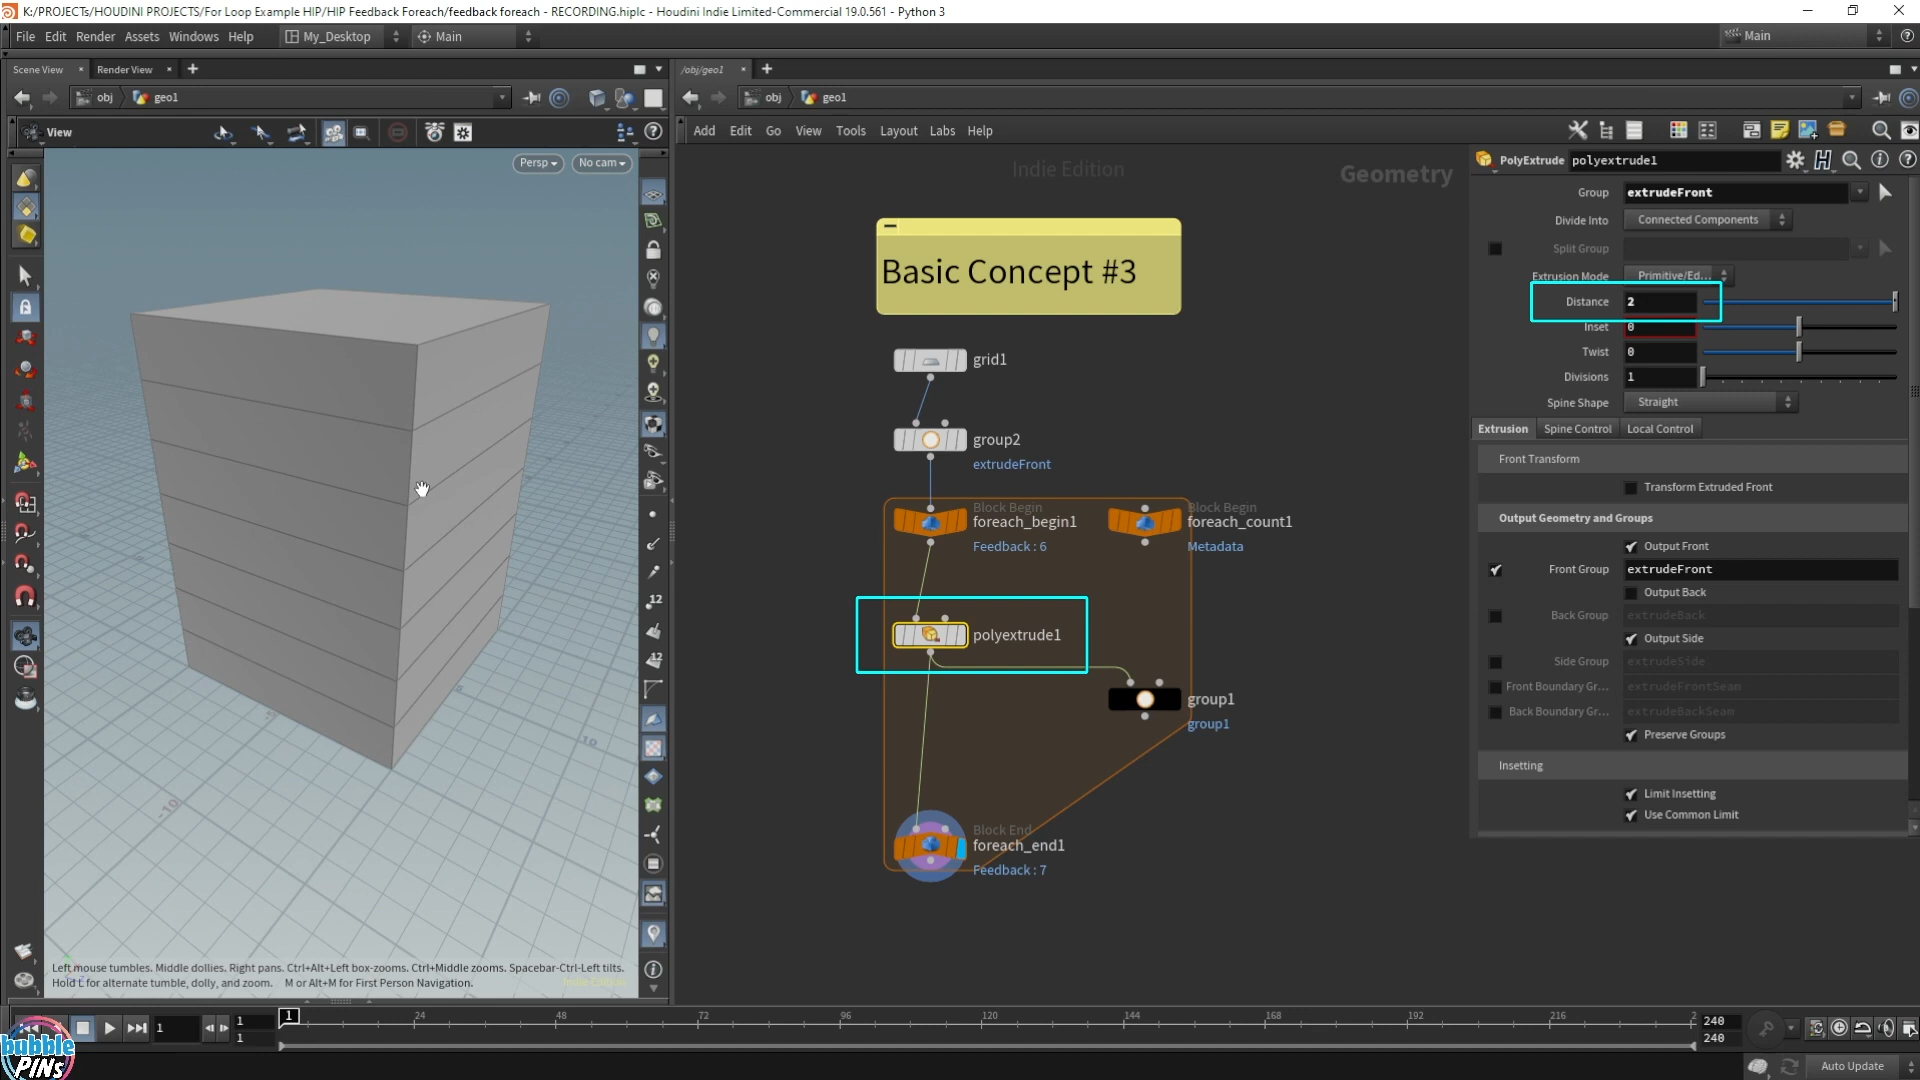 K:/PROJECTs/HOUDINI PROJECTS/For Loop Example HIP/HIP Feedback Foreach/feedback foreach - RECORDING.hiplc - Houdini Indie Limited-Commercial 19.0.561 - Python 3
File Edit Render Assets Windows Help My_Desktop Main Main
Scene View Render View /obj/geo1
obj geo1 obj geo1
View Add Edit Go View Tools Layout Labs Help
Persp No cam
Indie Edition Geometry
PolyExtrude polyextrude1
Group extrudeFront
Divide Into Connected Components
Split Group
Extrusion Mode Primitive/Ed...
Distance 2
Inset 0
Twist 0
Divisions 1
Spine Shape Straight
Extrusion Spine Control Local Control
Front Transform
Transform Extruded Front
Output Geometry and Groups
Output Front
Front Group extrudeFront
Output Back
Back Group extrudeBack
Output Side
Side Group extrudeSide
Front Boundary Gr... extrudeFrontSeam
Back Boundary Gr... extrudeBackSeam
Preserve Groups
Insetting
Limit Insetting
Use Common Limit
Basic Concept #3
grid1
group2
extrudeFront
Block Begin
foreach_begin1
Feedback : 6
Block Begin
foreach_count1
Metadata
polyextrude1
group1
group1
Block End
foreach_end1
Feedback : 7
12
12
10
-10
Left mouse tumbles. Middle dollies. Right pans. Ctrl+Alt+Left box-zooms. Ctrl+Middle zooms. Spacebar-Ctrl-Left tilts.
Hold L for alternate tumble, dolly, and zoom. M or Alt+M for First Person Navigation.
1 1 1 24 48 72 96 120 144 168 192 216 2 240
1 240
bubble
PINs
Auto Update